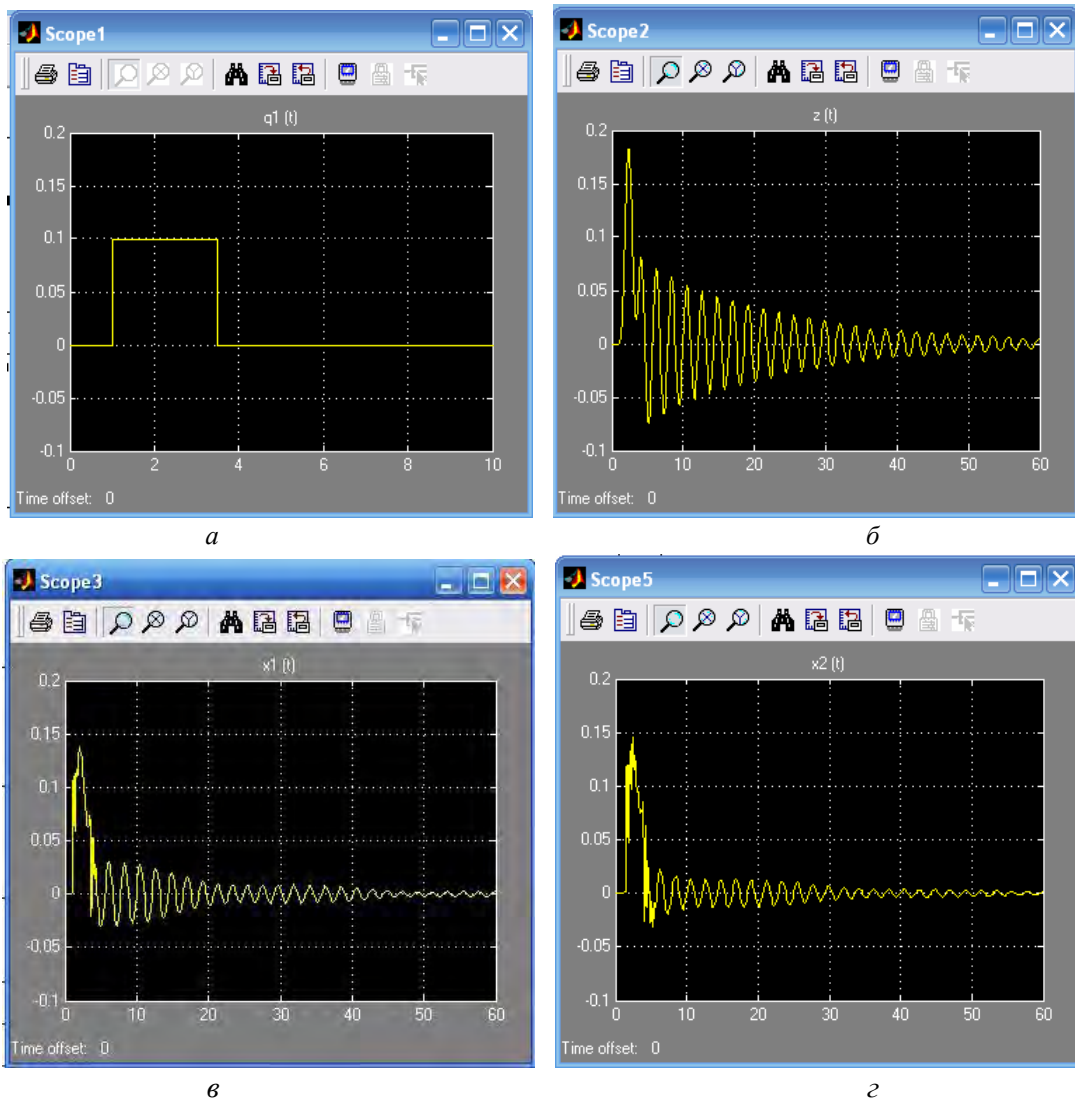 Scope1
q1 (t)
0.2
0.15
0.1
0.05
0
-0.05
-0.1
0 2 4 6 8 10
Time offset: 0
а
Scope2
z (t)
0.2
0.15
0.1
0.05
0
-0.05
-0.1
0 10 20 30 40 50 60
Time offset: 0
б
Scope3
x1 (t)
0.2
0.15
0.1
0.05
0
-0.05
-0.1
0 10 20 30 40 50 60
Time offset: 0
в
Scope5
x2 (t)
0.2
0.15
0.1
0.05
0
-0.05
-0.1
0 10 20 30 40 50 60
Time offset: 0
г